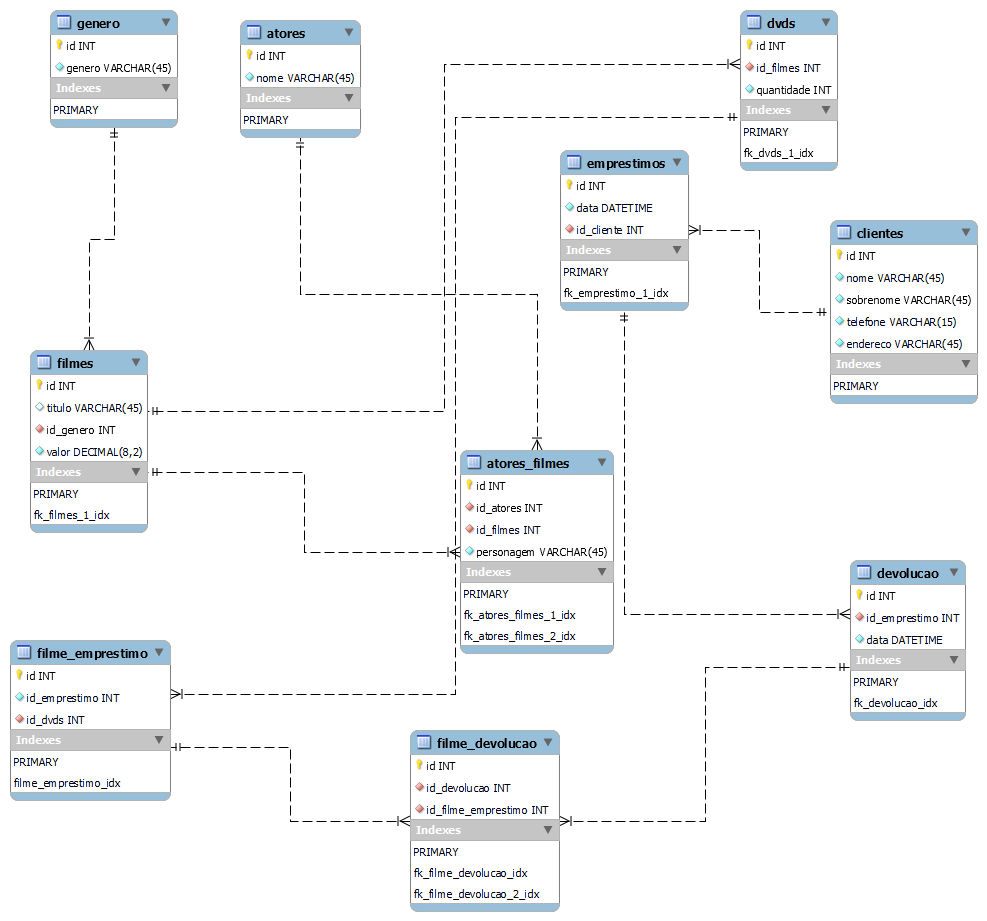 genero
id INT
genero VARCHAR(45)
Indexes
PRIMARY
atores
id INT
nome VARCHAR(45)
Indexes
PRIMARY
dvds
id INT
id_filmes INT
quantidade INT
Indexes
PRIMARY
fk_dvds_1_idx
emprestimos
id INT
data DATETIME
id_cliente INT
Indexes
PRIMARY
fk_emprestimo_1_idx
clientes
id INT
nome VARCHAR(45)
sobrenome VARCHAR(45)
telefone VARCHAR(15)
endereco VARCHAR(45)
Indexes
PRIMARY
filmes
id INT
titulo VARCHAR(45)
id_genero INT
valor DECIMAL(8,2)
Indexes
PRIMARY
fk_filmes_1_idx
atores_filmes
id INT
id_atores INT
id_filmes INT
personagem VARCHAR(45)
Indexes
PRIMARY
fk_atores_filmes_1_idx
fk_atores_filmes_2_idx
devolucao
id INT
id_emprestimo INT
data DATETIME
Indexes
PRIMARY
fk_devolucao_idx
filme_emprestimo
id INT
id_emprestimo INT
id_dvds INT
Indexes
PRIMARY
filme_emprestimo_idx
filme_devolucao
id INT
id_devolucao INT
id_filme_emprestimo INT
Indexes
PRIMARY
fk_filme_devolucao_idx
fk_filme_devolucao_2_idx